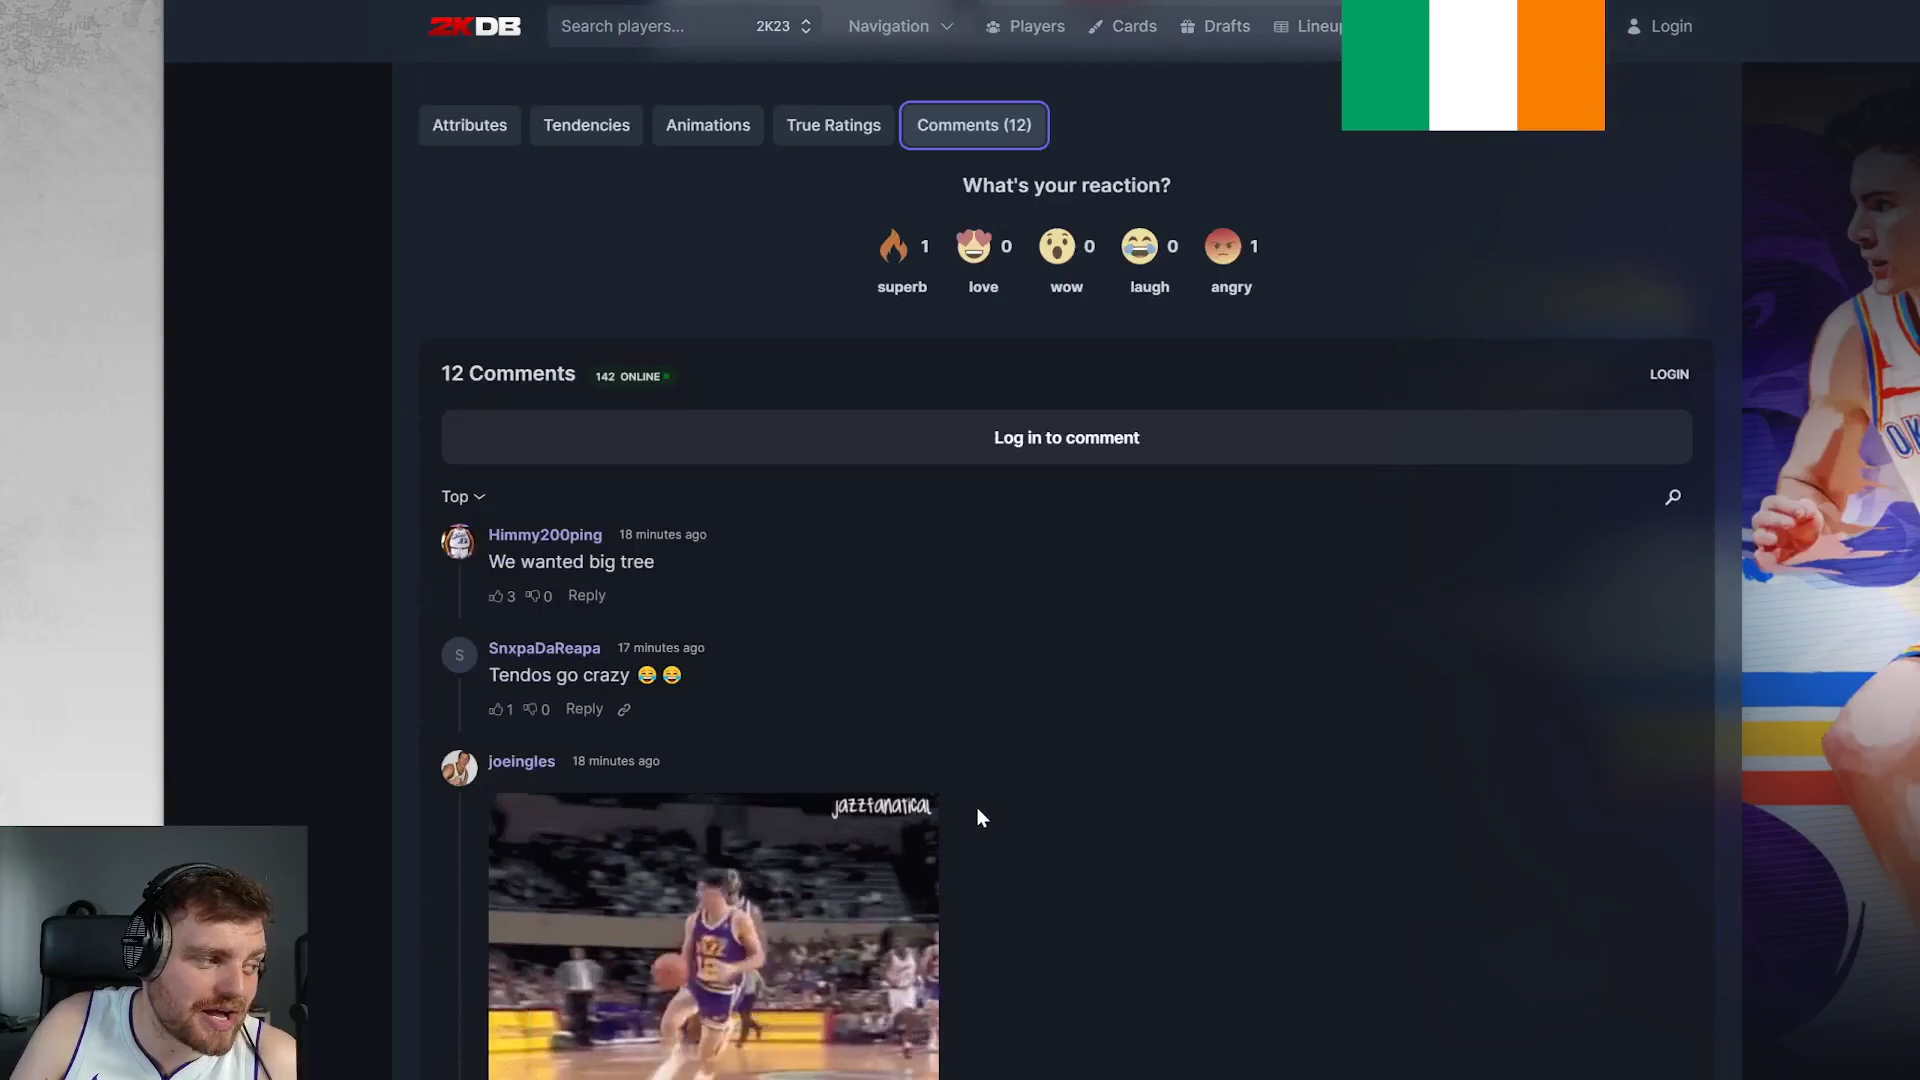 2KDB
Search players...
2K23
Navigation
Players
Cards
Drafts
Lineup
Login
Attributes
Tendencies
Animations
True Ratings
Comments (12)
What's your reaction?
1
0
0
0
1
superb
love
wow
laugh
angry
12 Comments
142 ONLINE
LOGIN
Log in to comment
Top
Himmy200ping 18 minutes ago
We wanted big tree
3 0 Reply
S
SnxpaDaReapa 17 minutes ago
Tendos go crazy 😂 😂
1 0 Reply
joeingles 18 minutes ago
jazzfanatical